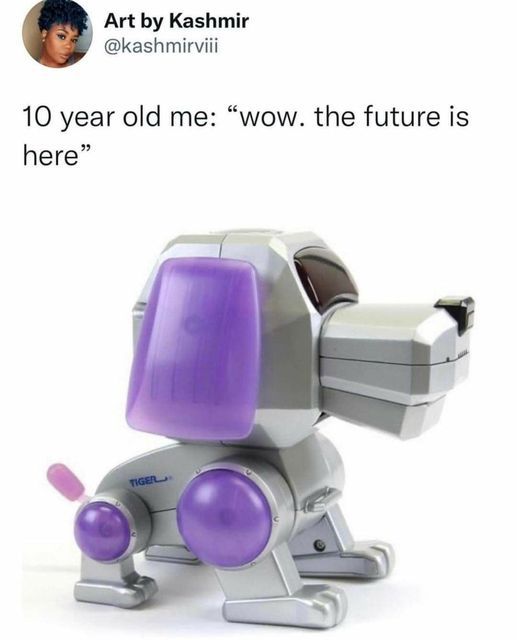 Art by Kashmir
@kashmirviii
10 year old me: “wow. the future is
here”
TIGER